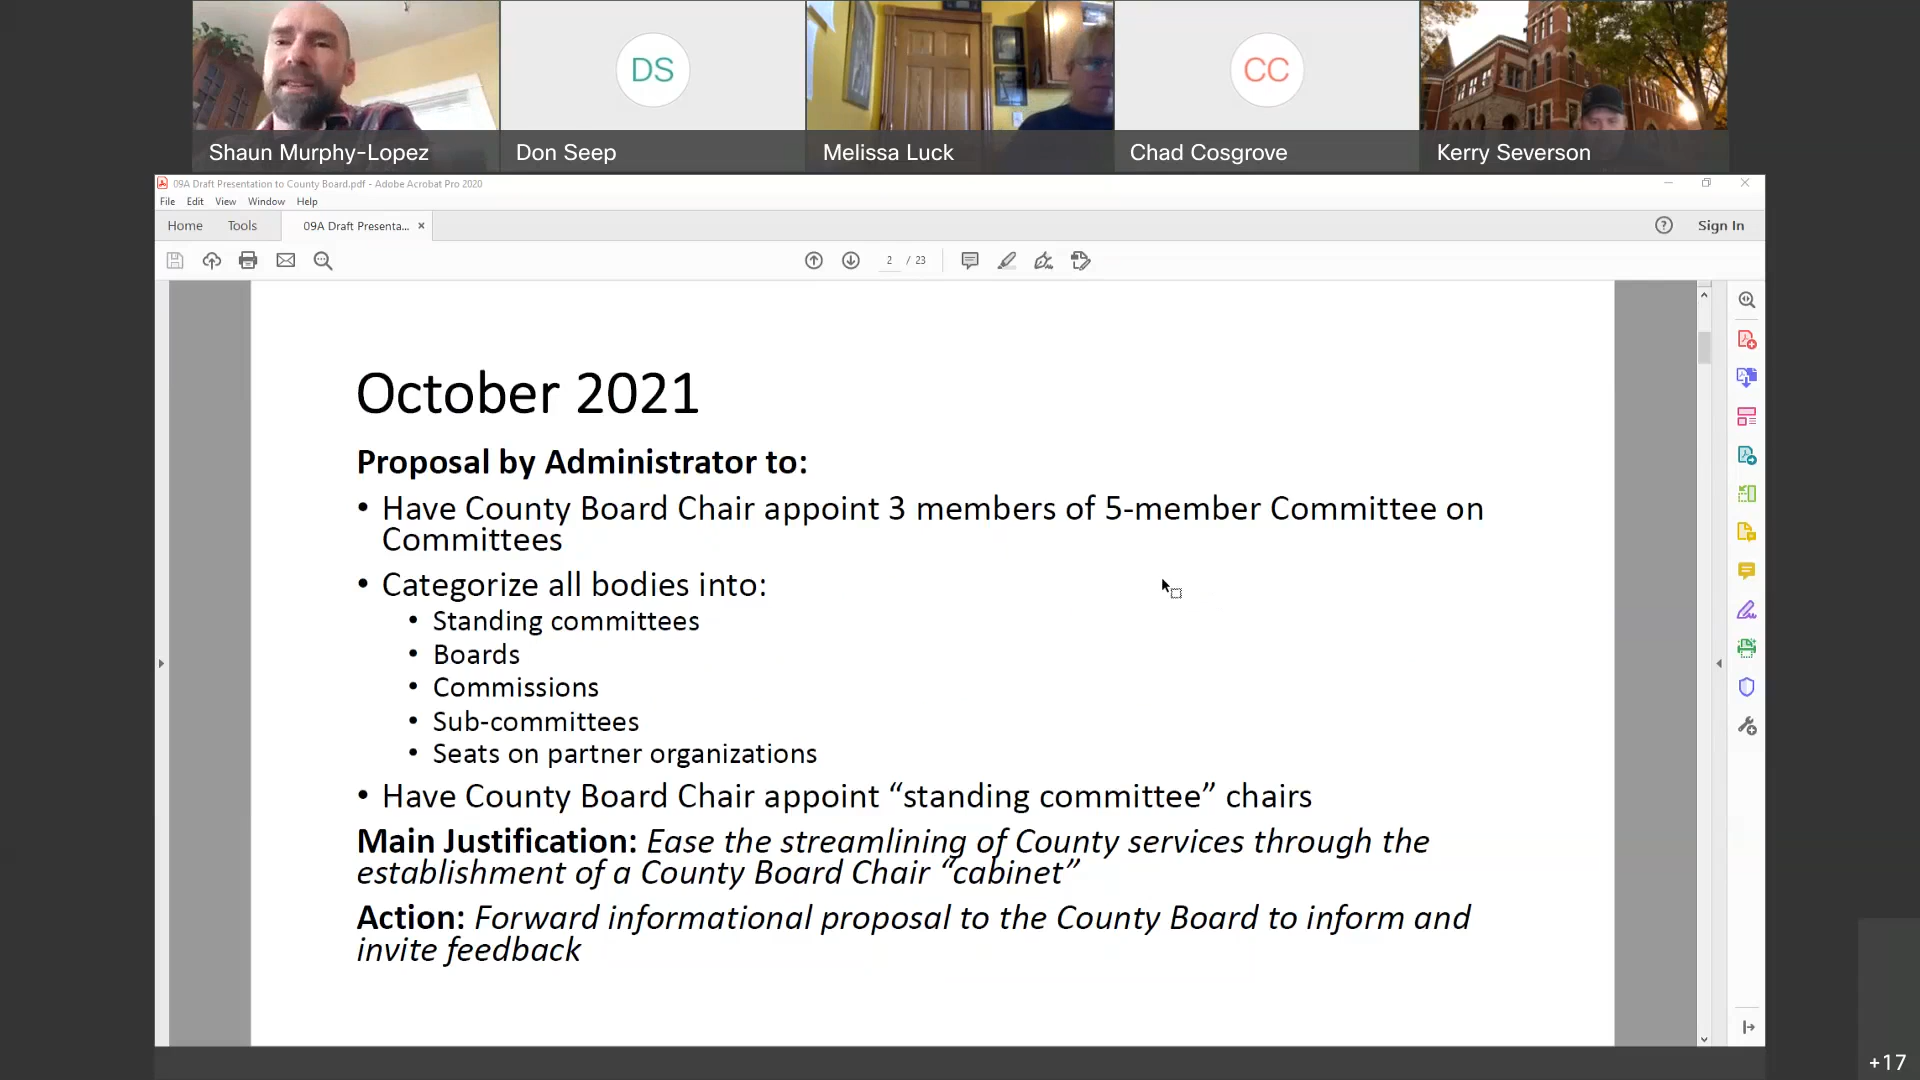 DS
CC
Shaun Murphy-Lopez
Don Seep
Melissa Luck
Chad Cosgrove
Kerry Severson
09A Draft Presentation to County Board.pdf - Adobe Acrobat Pro 2020
File Edit View Window Help
Home Tools 09A Draft Presenta... × Sign In
2 / 23
October 2021
Proposal by Administrator to:
• Have County Board Chair appoint 3 members of 5-member Committee on
Committees
• Categorize all bodies into:
• Standing committees
• Boards
• Commissions
• Sub-committees
• Seats on partner organizations
• Have County Board Chair appoint “standing committee” chairs
Main Justification: Ease the streamlining of County services through the
establishment of a County Board Chair “cabinet”
Action: Forward informational proposal to the County Board to inform and
invite feedback
+17